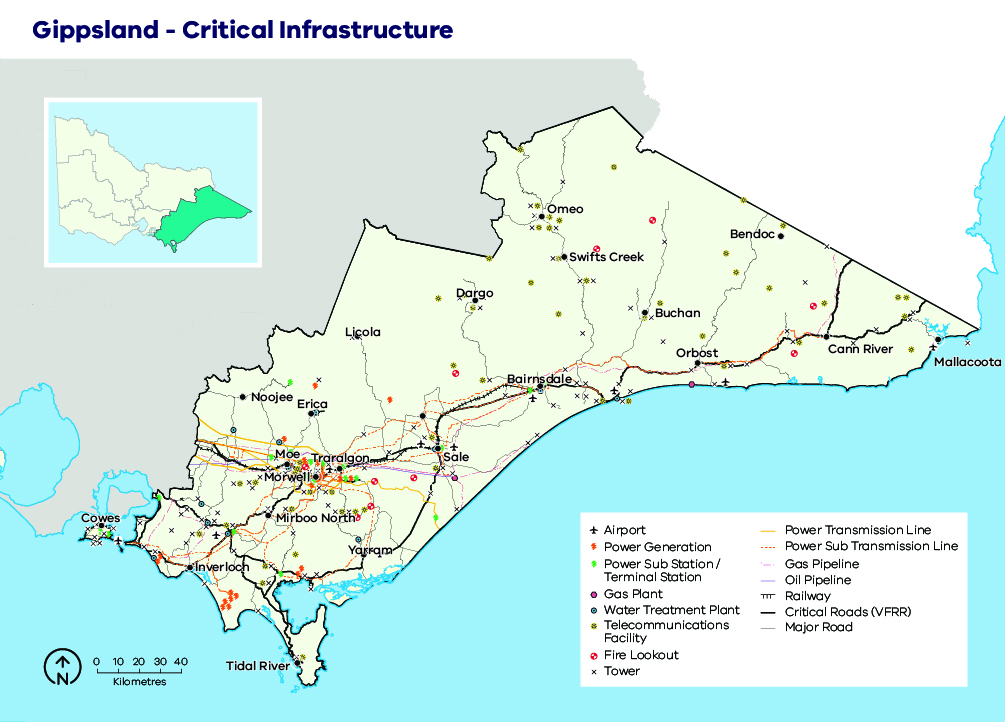 Gippsland - Critical Infrastructure
Omeo
Bendoc
Swifts Creek
Dargo
Buchan
Licola
Orbost
Cann River
Mallacoota
Bairnsdale
Noojee
Erica
Moe
Traralgon
Sale
Morwell
Cowes
Mirboo North
Yarram
Inverloch
Tidal River
N
0 10 20 30 40
Kilometres
Airport
Power Generation
Power Sub Station /
Terminal Station
Gas Plant
Water Treatment Plant
Telecommunications
Facility
Fire Lookout
Tower
Power Transmission Line
Power Sub Transmission Line
Gas Pipeline
Oil Pipeline
Railway
Critical Roads (VFRR)
Major Road